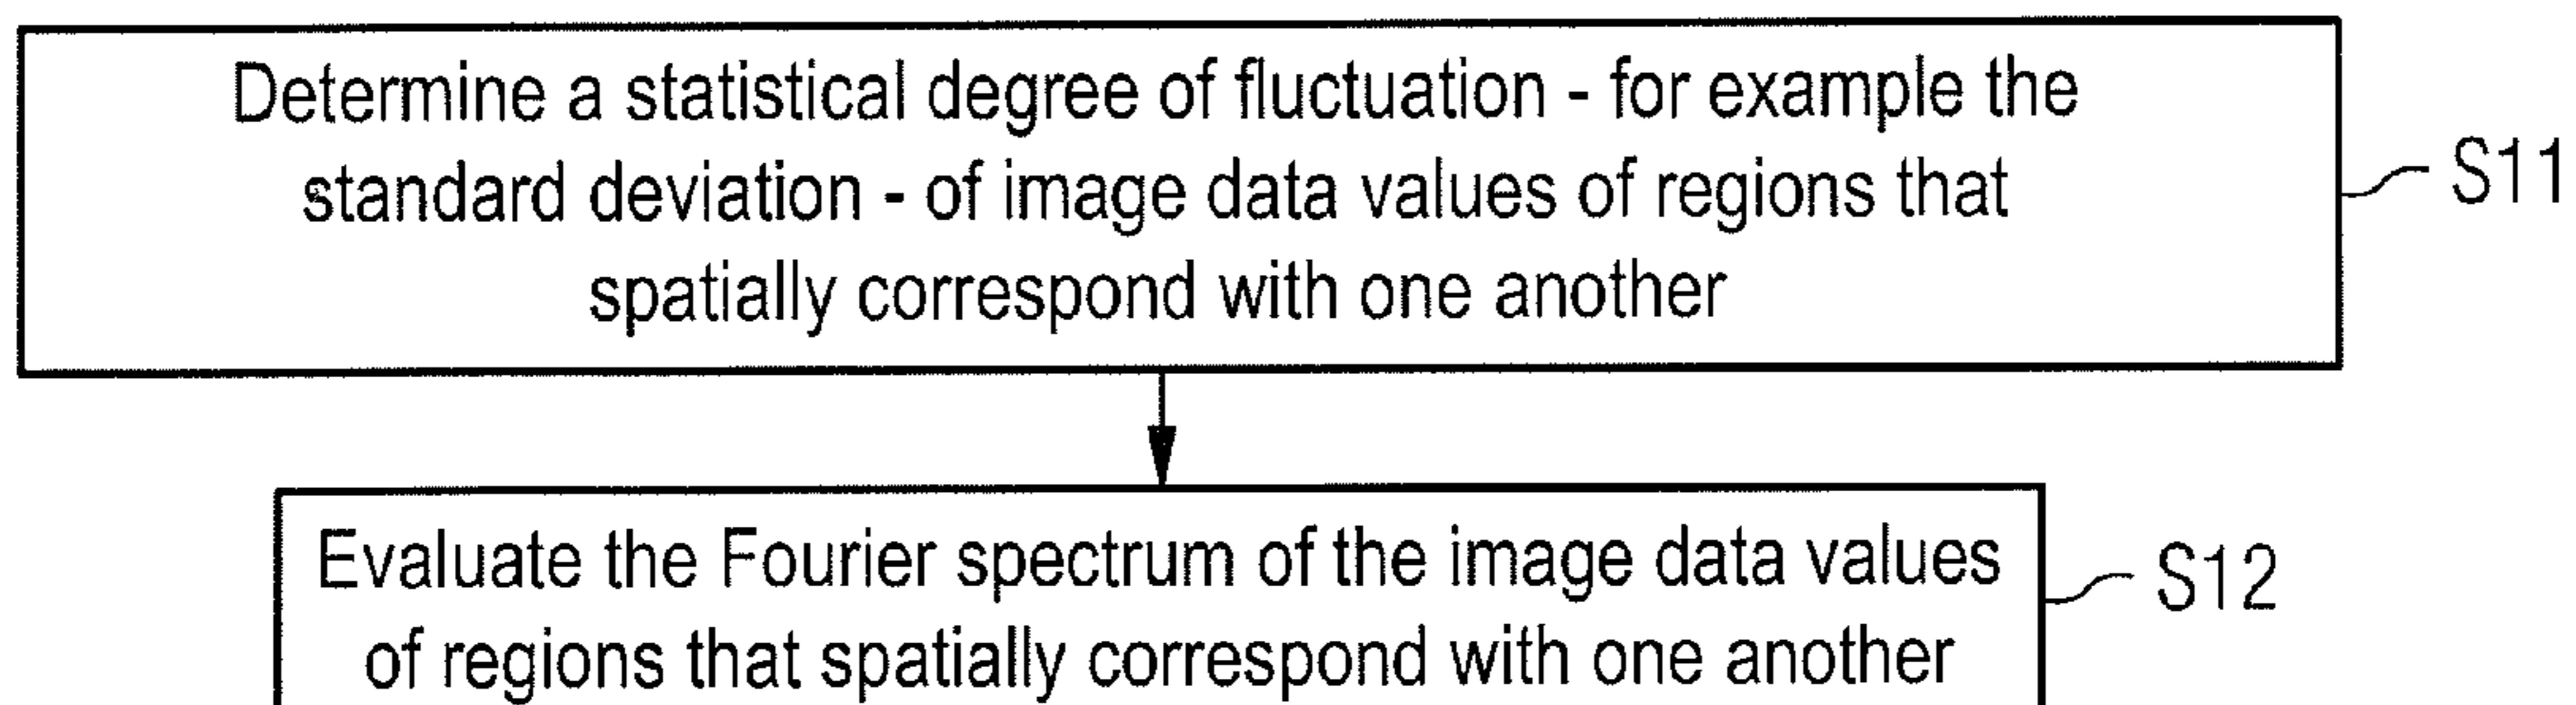 Determine a statistical degree of fluctuation - for example the
standard deviation - of image data values of regions that
spatially correspond with one another
S11
Evaluate the Fourier spectrum of the image data values
of regions that spatially correspond with one another
S12